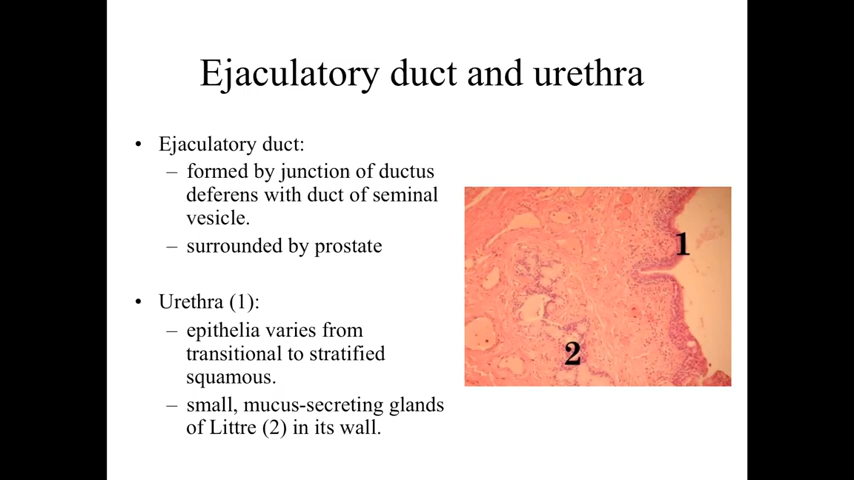 Ejaculatory duct and urethra
• Ejaculatory duct:
– formed by junction of ductus
deferens with duct of seminal
vesicle.
– surrounded by prostate
• Urethra (1):
– epithelia varies from
transitional to stratified
squamous.
– small, mucus-secreting glands
of Littre (2) in its wall.
1
2